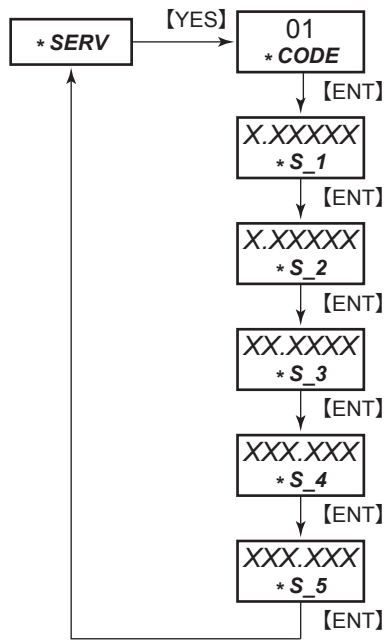 【YES】
* SERV
01
* CODE
【ENT】
X.XXXXX
* S_1
【ENT】
X.XXXXX
* S_2
【ENT】
XX.XXXX
* S_3
【ENT】
XXX.XXX
* S_4
【ENT】
XXX.XXX
* S_5
【ENT】